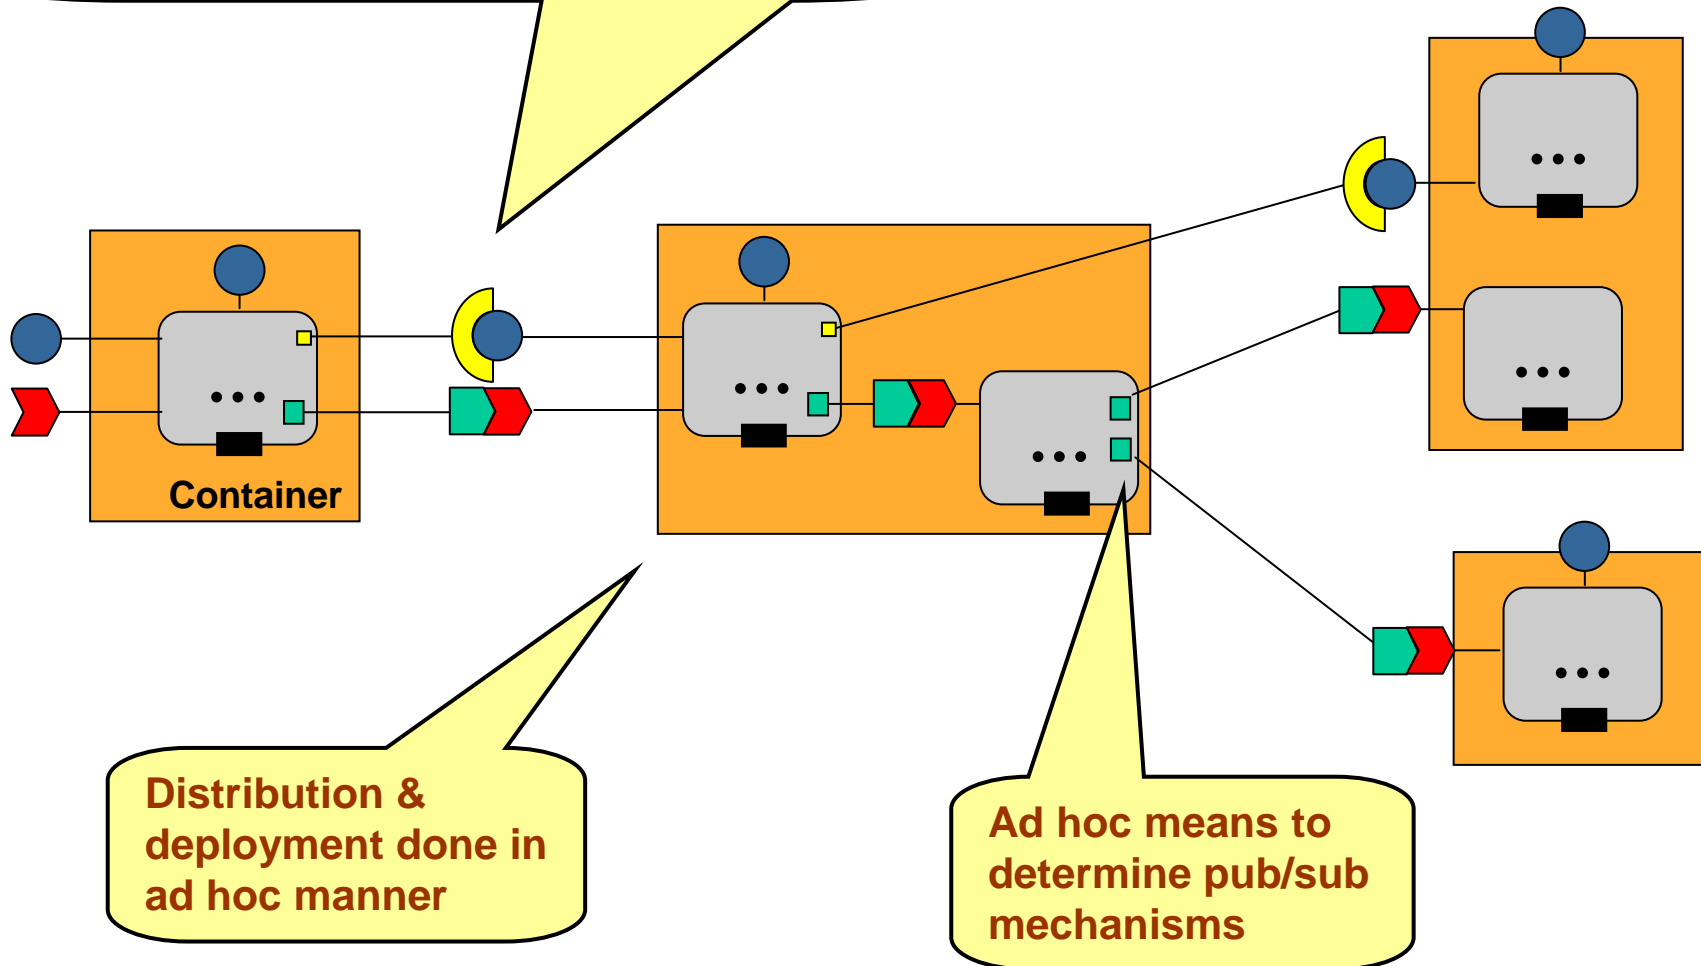 Container
Distribution &
deployment done in
ad hoc manner
Ad hoc means to
determine pub/sub
mechanisms